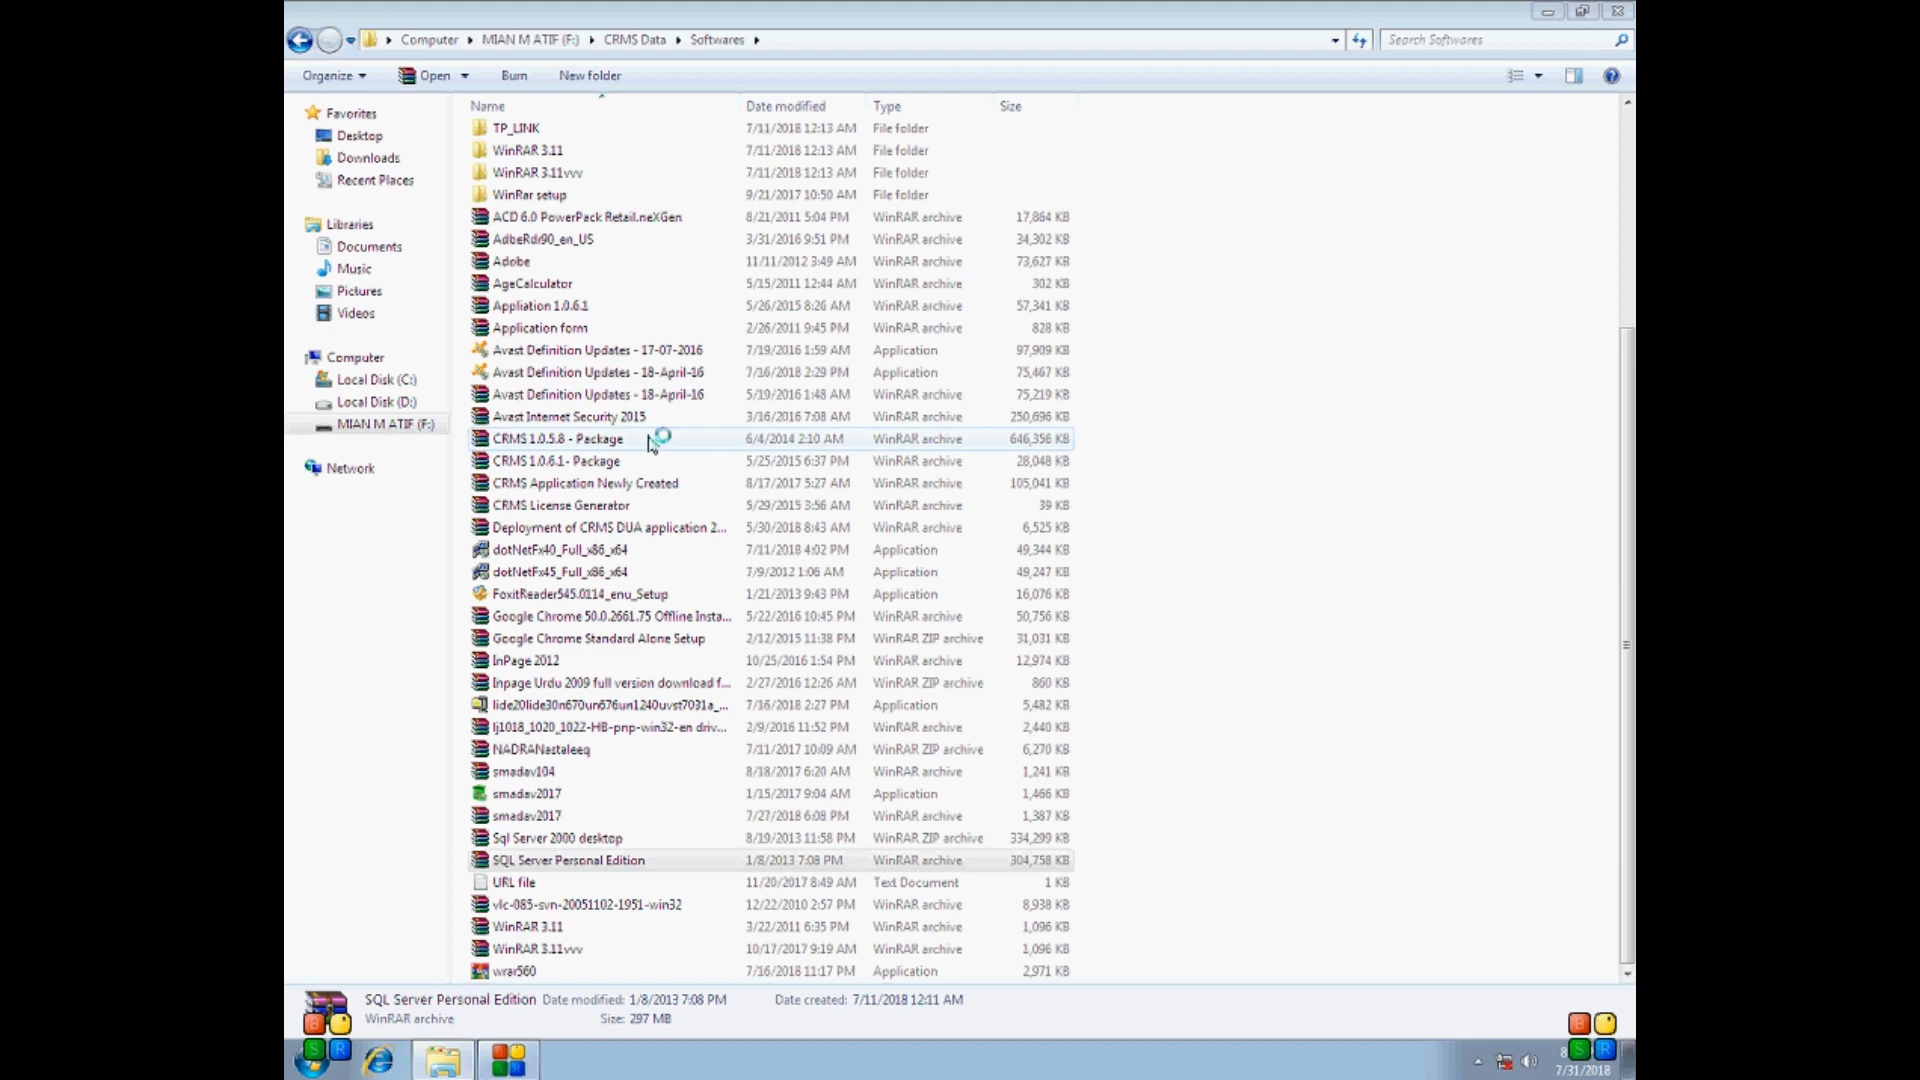 Computer MIAN M ATIF (F:) CRMS Data Softwares
Search Softwares
Organize Open Burn New folder
Favorites
Desktop
Downloads
Recent Places
Libraries
Documents
Music
Pictures
Videos
Computer
Local Disk (C:)
Local Disk (D:)
MIAN M ATIF (F:)
Network
Name Date modified Type Size
TP_LINK 7/11/2018 12:13 AM File folder
WinRAR 3.11 7/11/2018 12:13 AM File folder
WinRAR 3.11vvv 7/11/2018 12:13 AM File folder
WinRar setup 9/21/2017 10:50 AM File folder
ACD 6.0 PowerPack Retail.neXGen 8/21/2011 5:04 PM WinRAR archive 17,864 KB
AdbeRdr90_en_US 3/31/2016 9:51 PM WinRAR archive 34,302 KB
Adobe 11/11/2012 3:49 AM WinRAR archive 73,627 KB
AgeCalculator 5/15/2011 12:44 AM WinRAR archive 302 KB
Appliation 1.0.6.1 5/26/2015 8:26 AM WinRAR archive 57,341 KB
Application form 2/26/2011 9:45 PM WinRAR archive 828 KB
Avast Definition Updates - 17-07-2016 7/19/2016 1:59 AM Application 97,909 KB
Avast Definition Updates - 18-April-16 7/16/2018 2:29 PM Application 75,467 KB
Avast Definition Updates - 18-April-16 5/19/2016 1:48 AM WinRAR archive 75,219 KB
Avast Internet Security 2015 3/16/2016 7:08 AM WinRAR archive 250,696 KB
CRMS 1.0.5.8 - Package 6/4/2014 2:10 AM WinRAR archive 646,356 KB
CRMS 1.0.6.1- Package 5/25/2015 6:37 PM WinRAR archive 28,048 KB
CRMS Application Newly Created 8/17/2017 5:27 AM WinRAR archive 105,041 KB
CRMS License Generator 5/29/2015 3:56 AM WinRAR archive 39 KB
Deployment of CRMS DUA application 2... 5/30/2018 8:43 AM WinRAR archive 6,525 KB
dotNetFx40_Full_x86_x64 7/11/2018 4:02 PM Application 49,344 KB
dotNetFx45_Full_x86_x64 7/9/2012 1:06 AM Application 49,247 KB
FoxitReader545.0114_enu_Setup 1/21/2013 9:43 PM Application 16,076 KB
Google Chrome 50.0.2661.75 Offline Insta... 5/22/2016 10:45 PM WinRAR archive 50,756 KB
Google Chrome Standard Alone Setup 2/12/2015 11:38 PM WinRAR ZIP archive 31,031 KB
InPage 2012 10/25/2016 1:54 PM WinRAR archive 12,974 KB
Inpage Urdu 2009 full version download f... 2/27/2016 12:26 AM WinRAR ZIP archive 860 KB
lide20lide30n670un676un1240uvst7031a_... 7/16/2018 2:27 PM Application 5,482 KB
lj1018_1020_1022-HB-pnp-win32-en driv... 2/9/2016 11:52 PM WinRAR archive 2,440 KB
NADRANastaleeq 7/11/2017 10:09 AM WinRAR ZIP archive 6,270 KB
smadav104 8/18/2017 6:20 AM WinRAR archive 1,241 KB
smadav2017 1/15/2017 9:04 AM Application 1,466 KB
smadav2017 7/27/2018 6:08 PM WinRAR archive 1,387 KB
Sql Server 2000 desktop 8/19/2013 11:58 PM WinRAR ZIP archive 334,299 KB
SQL Server Personal Edition 1/8/2013 7:08 PM WinRAR archive 304,758 KB
URL file 11/20/2017 8:49 AM Text Document 1 KB
vlc-085-svn-20051102-1951-win32 12/22/2010 2:57 PM WinRAR archive 8,938 KB
WinRAR 3.11 3/22/2011 6:35 PM WinRAR archive 1,096 KB
WinRAR 3.11vvv 10/17/2017 9:19 AM WinRAR archive 1,096 KB
wrar560 7/16/2018 11:17 PM Application 2,971 KB
SQL Server Personal Edition Date modified: 1/8/2013 7:08 PM Date created: 7/11/2018 12:11 AM
WinRAR archive Size: 297 MB
B
S R
B
S R
7/31/2018